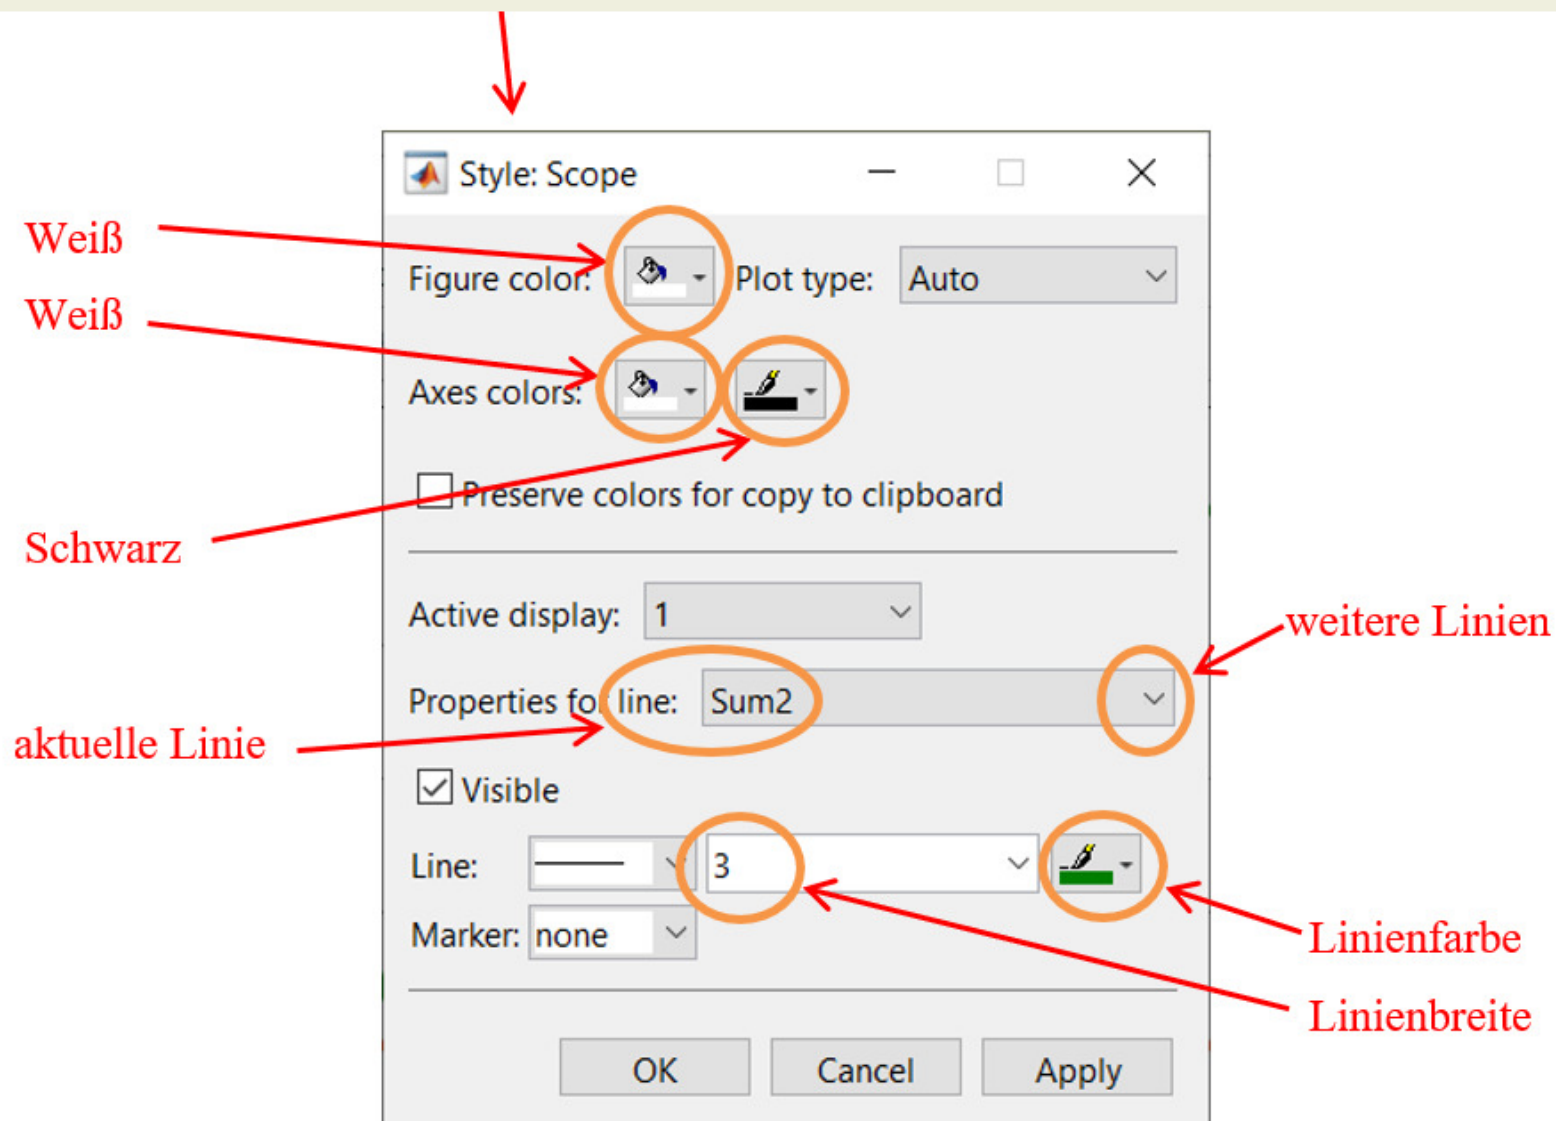 Style: Scope
Weiß
Figure color:
Plot type:
Auto
Weiß
Axes colors:
Preserve colors for copy to clipboard
Schwarz
Active display:
1
weitere Linien
Properties for line:
Sum2
aktuelle Linie
Visible
Line:
3
Marker:
none
Linienfarbe
Linienbreite
OK
Cancel
Apply